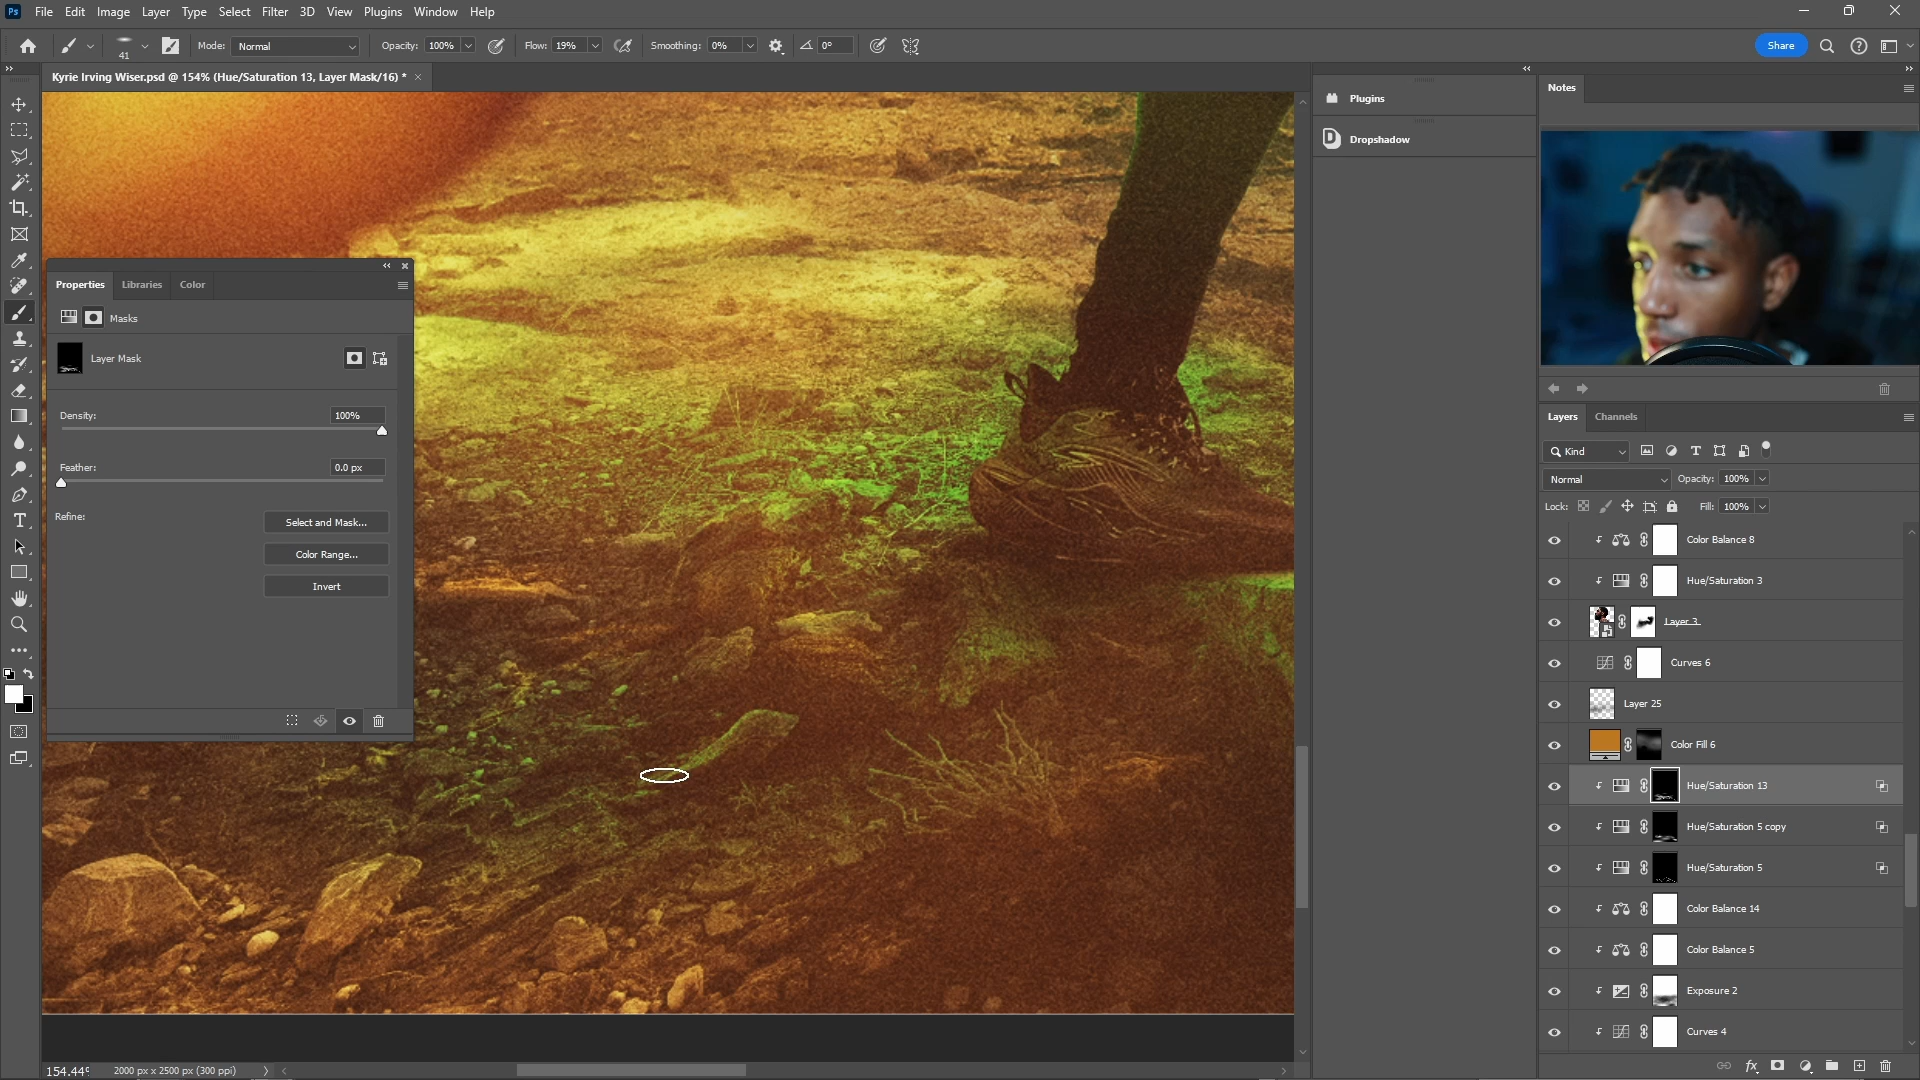 Ps File Edit Image Layer Type Select Filter 3D View Plugins Window Help
41 Mode: Normal Opacity: 100% Flow: 19% Smoothing: 0% 0° Share
Kyrie Irving Wiser.psd @ 154% (Hue/Saturation 13, Layer Mask/16) *
Plugins
Dropshadow
Notes
Properties Libraries Color
Masks
Layer Mask
Density: 100%
Feather: 0.0 px
Refine:
Select and Mask...
Color Range...
Invert
Layers Channels
Kind
Normal Opacity: 100%
Lock: Fill: 100%
Color Balance 8
Hue/Saturation 3
Layer 3
Curves 6
Layer 25
Color Fill 6
Hue/Saturation 13
Hue/Saturation 5 copy
Hue/Saturation 5
Color Balance 14
Color Balance 5
Exposure 2
Curves 4
154.44% 2000 px x 2500 px (300 ppi)
fx